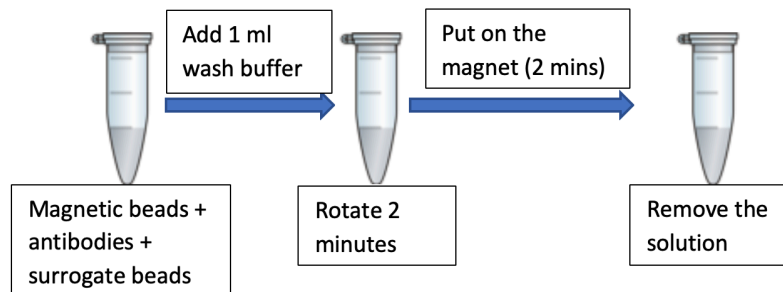 Add 1 ml
wash buffer
Put on the
magnet (2 mins)
Magnetic beads +
antibodies +
surrogate beads
Rotate 2
minutes
Remove the
solution